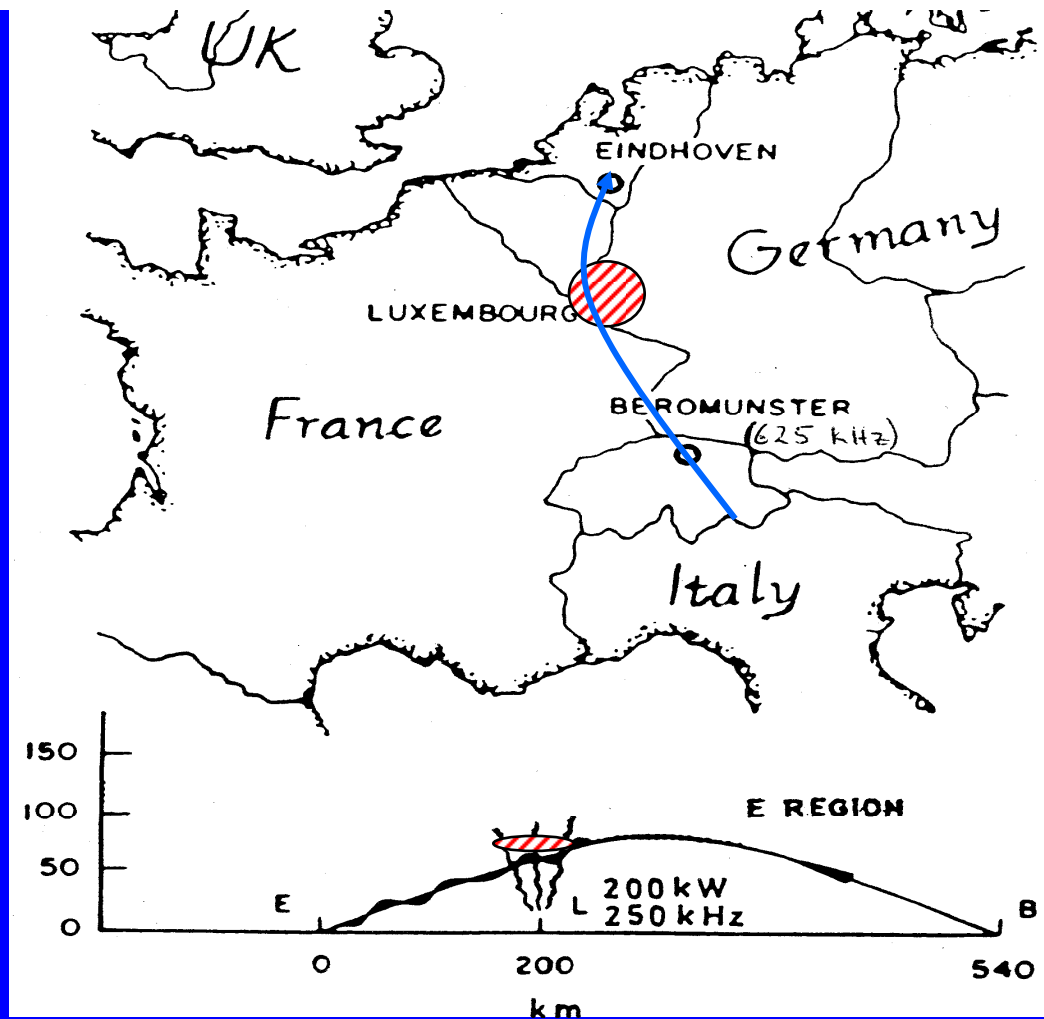 UK
EINDHOVEN
Germany
LUXEMBOURG
BEROMUNSTER
(625 kHz)
France
Italy
150
100
50
0
E REGION
E
L
200 kW
250 kHz
B
0
200
540
km